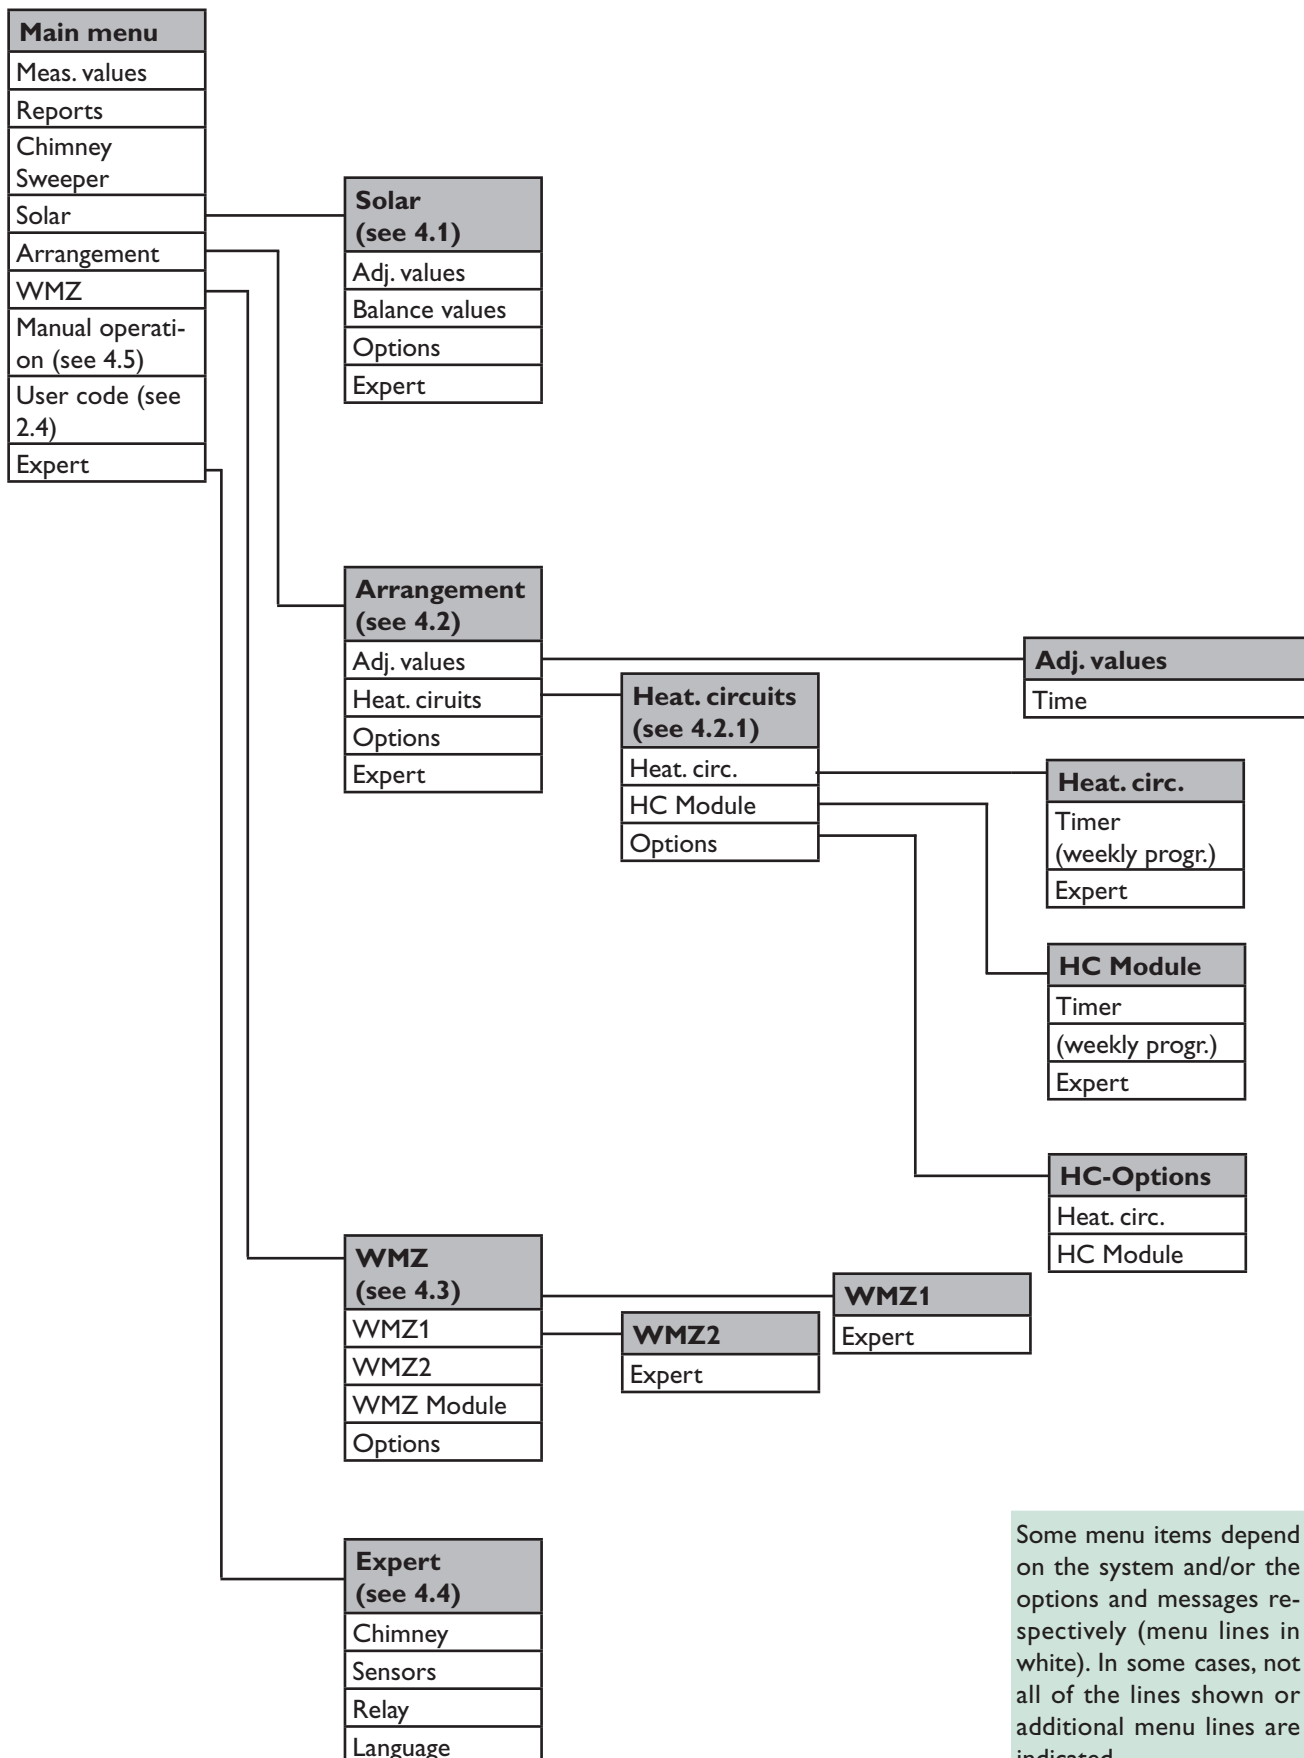 Main menu
Meas. values
Reports
Chimney
Sweeper
Solar
Arrangement
WMZ
Manual operati-
on (see 4.5)
User code (see
2.4)
Expert
Solar
(see 4.1)
Adj. values
Balance values
Options
Expert
Arrangement
(see 4.2)
Adj. values
Heat. ciruits
Options
Expert
Adj. values
Time
Heat. circuits
(see 4.2.1)
Heat. circ.
HC Module
Options
Heat. circ.
Timer
(weekly progr.)
Expert
HC Module
Timer
(weekly progr.)
Expert
HC-Options
Heat. circ.
HC Module
WMZ
(see 4.3)
WMZ1
WMZ2
WMZ Module
Options
WMZ1
Expert
WMZ2
Expert
Expert
(see 4.4)
Chimney
Sensors
Relay
Language
Some menu items depend
on the system and/or the
options and messages re-
spectively (menu lines in
white). In some cases, not
all of the lines shown or
additional menu lines are
indicated